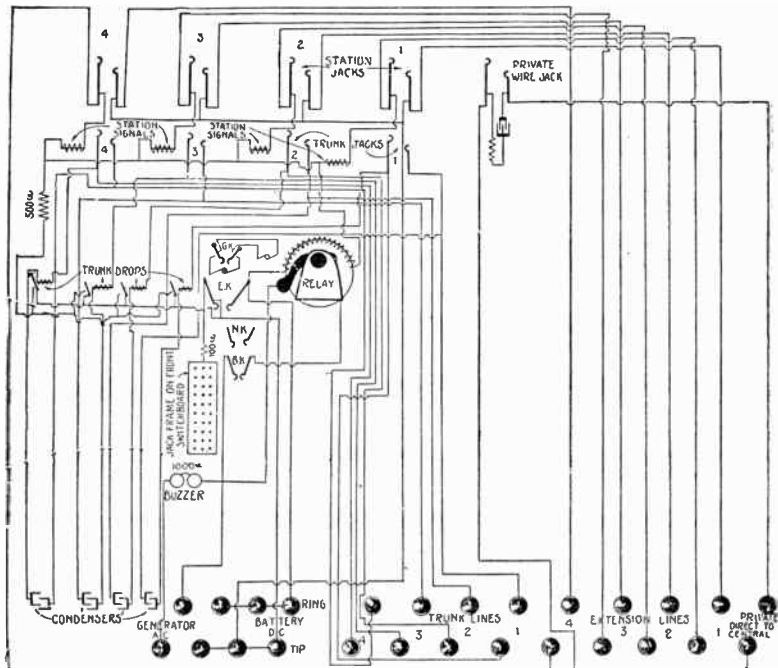 4 3 2 1
STATION JACKS
PRIVATE WIRE JACK
STATION SIGNALS
STATION SIGNALS
TRUNK JACKS
4 3 2 1
500ω
TRUNK DROPS
E.K
RELAY
N.K
100ω
B.K
JACK FRAME ON FRONT
SWITCHBOARD
1000ω
BUZZER
CONDENSERS
GENERATOR
A.C
RING
BATTERY
D.C
TIP
TRUNK LINES
4 3 2 1
EXTENSION LINES
4 3 2 1
PRIVATE
DIRECT TO
CENTRAL